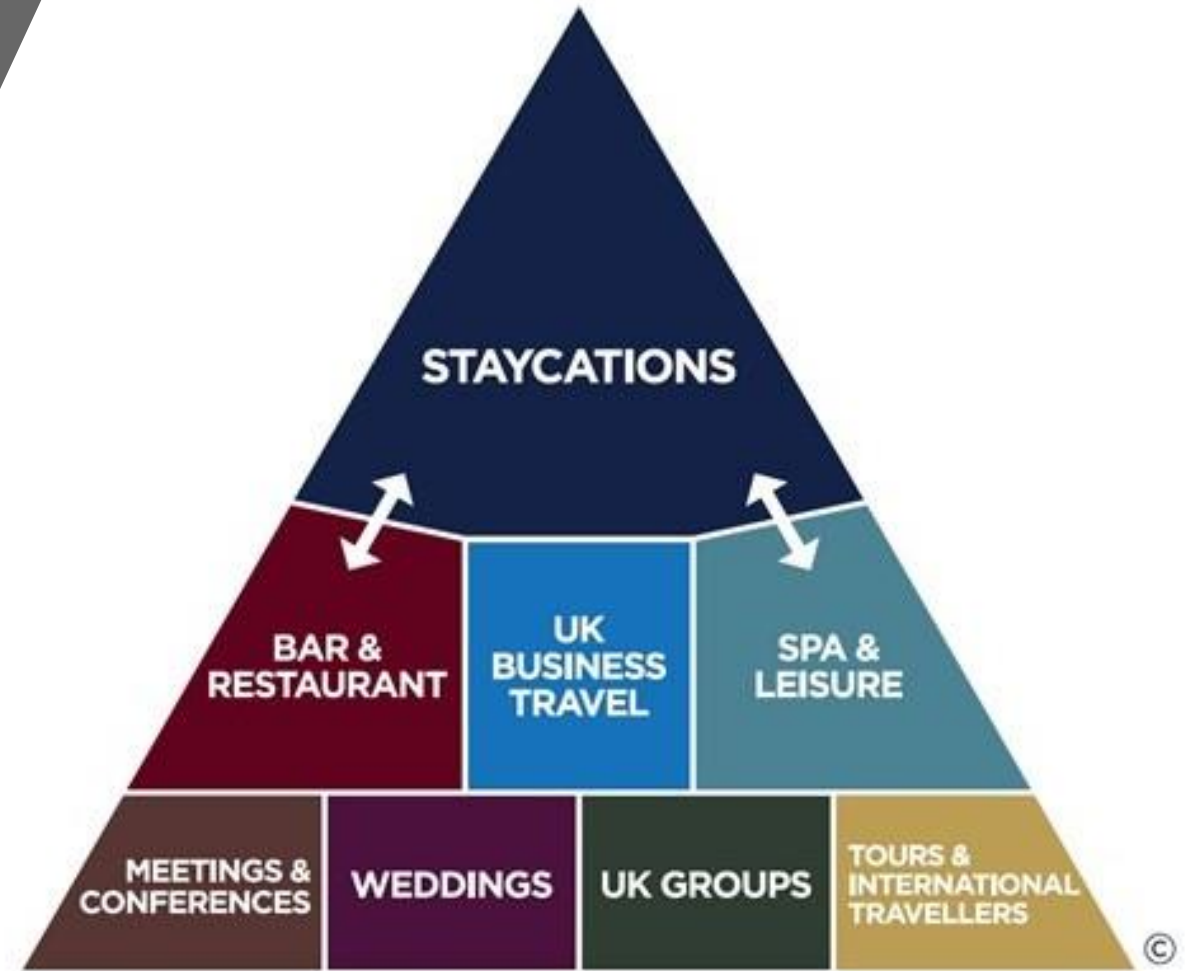 STAYCATIONS
BAR &
RESTAURANT
UK
BUSINESS
TRAVEL
SPA &
LEISURE
MEETINGS &
CONFERENCES
WEDDINGS
UK GROUPS
TOURS &
INTERNATIONAL
TRAVELLERS
©